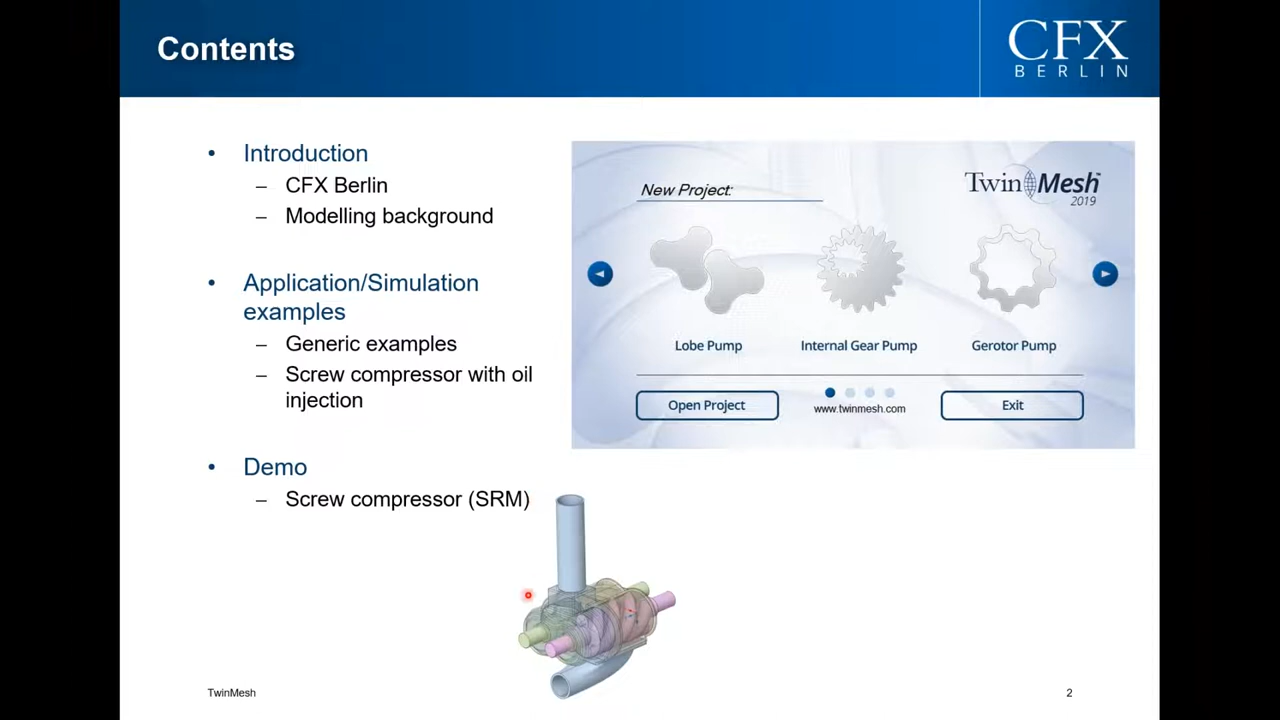 Contents
CFX
BERLIN
• Introduction
– CFX Berlin
– Modelling background
• Application/Simulation
examples
– Generic examples
– Screw compressor with oil
injection
• Demo
– Screw compressor (SRM)
New Project:
TwinMesh™
2019
Lobe Pump
Internal Gear Pump
Gerotor Pump
Open Project
www.twinmesh.com
Exit
TwinMesh
2